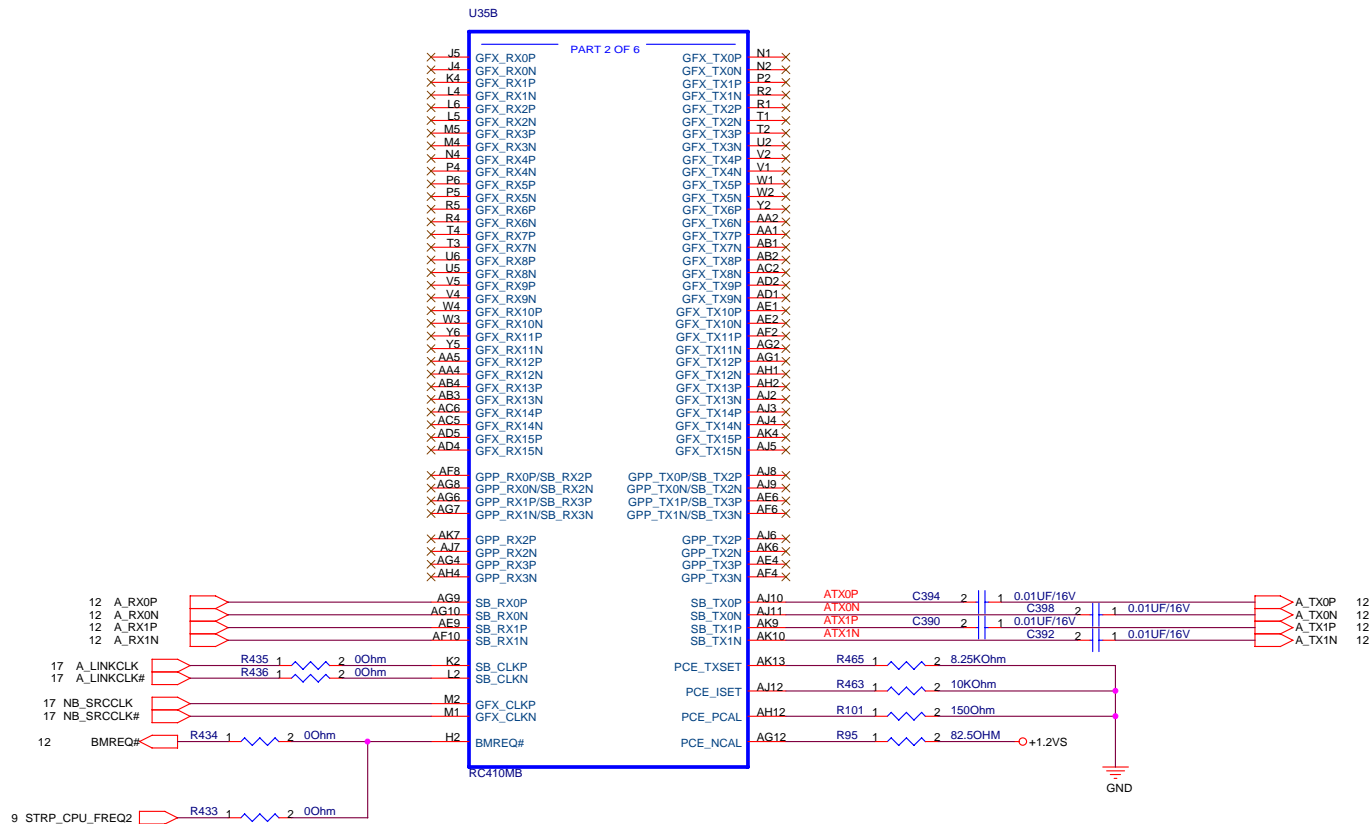 U35B
PART 2 OF 6
J5 GFX_RX0P GFX_TX0P N1
J4 GFX_RX0N GFX_TX0N N2
K4 GFX_RX1P GFX_TX1P P2
L4 GFX_RX1N GFX_TX1N R2
L6 GFX_RX2P GFX_TX2P R1
L5 GFX_RX2N GFX_TX2N T1
M5 GFX_RX3P GFX_TX3P T2
M4 GFX_RX3N GFX_TX3N U2
N4 GFX_RX4P GFX_TX4P V2
P4 GFX_RX4N GFX_TX4N V1
P6 GFX_RX5P GFX_TX5P W1
P5 GFX_RX5N GFX_TX5N W2
R5 GFX_RX6P GFX_TX6P Y2
R4 GFX_RX6N GFX_TX6N AA2
T4 GFX_RX7P GFX_TX7P AA1
T3 GFX_RX7N GFX_TX7N AB1
U6 GFX_RX8P GFX_TX8P AB2
U5 GFX_RX8N GFX_TX8N AC2
V5 GFX_RX9P GFX_TX9P AD2
V4 GFX_RX9N GFX_TX9N AD1
W4 GFX_RX10P GFX_TX10P AE1
W3 GFX_RX10N GFX_TX10N AE2
Y6 GFX_RX11P GFX_TX11P AF2
Y5 GFX_RX11N GFX_TX11N AG2
AA5 GFX_RX12P GFX_TX12P AG1
AA4 GFX_RX12N GFX_TX12N AH1
AB4 GFX_RX13P GFX_TX13P AH2
AB3 GFX_RX13N GFX_TX13N AJ2
AC6 GFX_RX14P GFX_TX14P AJ3
AC5 GFX_RX14N GFX_TX14N AJ4
AD5 GFX_RX15P GFX_TX15P AK4
AD4 GFX_RX15N GFX_TX15N AJ5
AF8 GPP_RX0P/SB_RX2P GPP_TX0P/SB_TX2P AJ8
AG8 GPP_RX0N/SB_RX2N GPP_TX0N/SB_TX2N AJ9
AG6 GPP_RX1P/SB_RX3P GPP_TX1P/SB_TX3P AE6
AG7 GPP_RX1N/SB_RX3N GPP_TX1N/SB_TX3N AF6
AK7 GPP_RX2P GPP_TX2P AJ6
AJ7 GPP_RX2N GPP_TX2N AK6
AG4 GPP_RX3P GPP_TX3P AE4
AH4 GPP_RX3N GPP_TX3N AF4
12 A_RX0P AG9 SB_RX0P SB_TX0P AJ10 ATX0P C394 2 1 0.01UF/16V A_TX0P 12
12 A_RX0N AG10 SB_RX0N SB_TX0N AJ11 ATX0N C398 2 1 0.01UF/16V A_TX0N 12
12 A_RX1P AE9 SB_RX1P SB_TX1P AK9 ATX1P C390 2 1 0.01UF/16V A_TX1P 12
12 A_RX1N AF10 SB_RX1N SB_TX1N AK10 ATX1N C392 2 1 0.01UF/16V A_TX1N 12
17 A_LINKCLK R435 1 2 0Ohm K2 SB_CLKP PCE_TXSET AK13 R465 1 2 8.25KOhm
17 A_LINKCLK# R436 1 2 0Ohm L2 SB_CLKN
PCE_ISET AJ12 R463 1 2 10KOhm
17 NB_SRCCLK M2 GFX_CLKP
17 NB_SRCCLK# M1 GFX_CLKN PCE_PCAL AH12 R101 1 2 150Ohm
12 BMREQ# R434 1 2 0Ohm H2 BMREQ# PCE_NCAL AG12 R95 1 2 82.5OHM +1.2VS
RC410MB
GND
9 STRP_CPU_FREQ2 R433 1 2 0Ohm